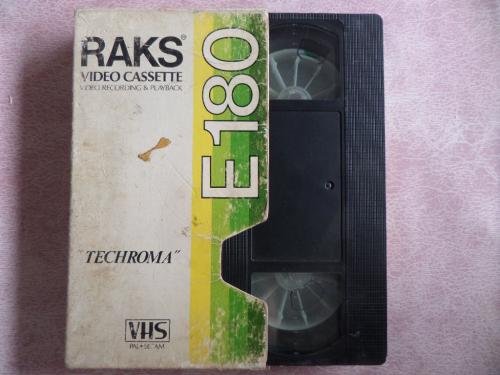 RAKS®
VIDEO CASSETTE
VIDEO RECORDING & PLAYBACK
E180
"TECHROMA"
VHS
PAL•SECAM